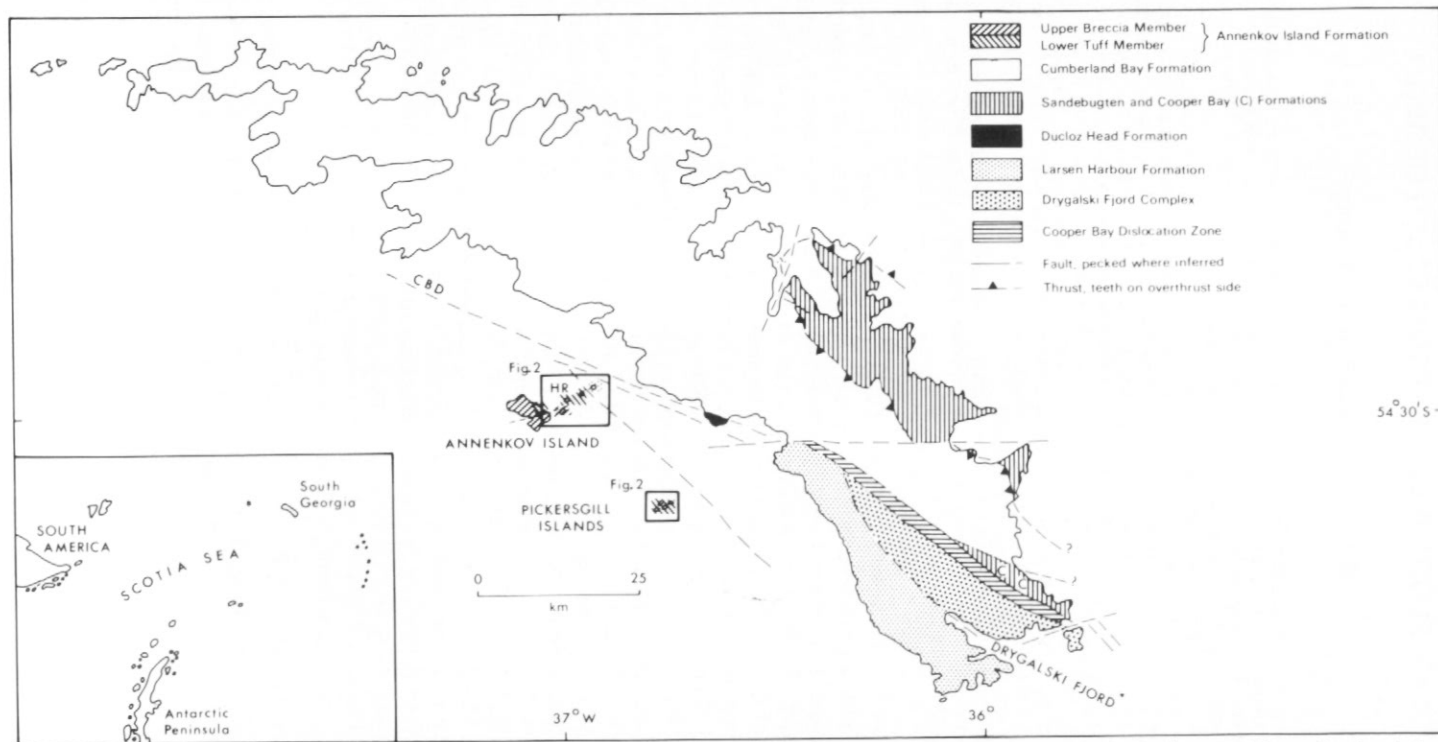 Upper Breccia Member
Lower Tuff Member
Annenkov Island Formation
Cumberland Bay Formation
Sandebugten and Cooper Bay (C) Formations
Ducloz Head Formation
Larsen Harbour Formation
Drygalski Fjord Complex
Cooper Bay Dislocation Zone
Fault, pecked where inferred
Thrust, teeth on overthrust side
CBD
Fig. 2
HR
ANNENKOV ISLAND
54°30'S
Fig. 2
PICKERSGILL
ISLANDS
0 25
km
C
?
?
DRYGALSKI FJORD
37°W
36°
South
Georgia
SOUTH
AMERICA
SCOTIA SEA
Antarctic
Peninsula